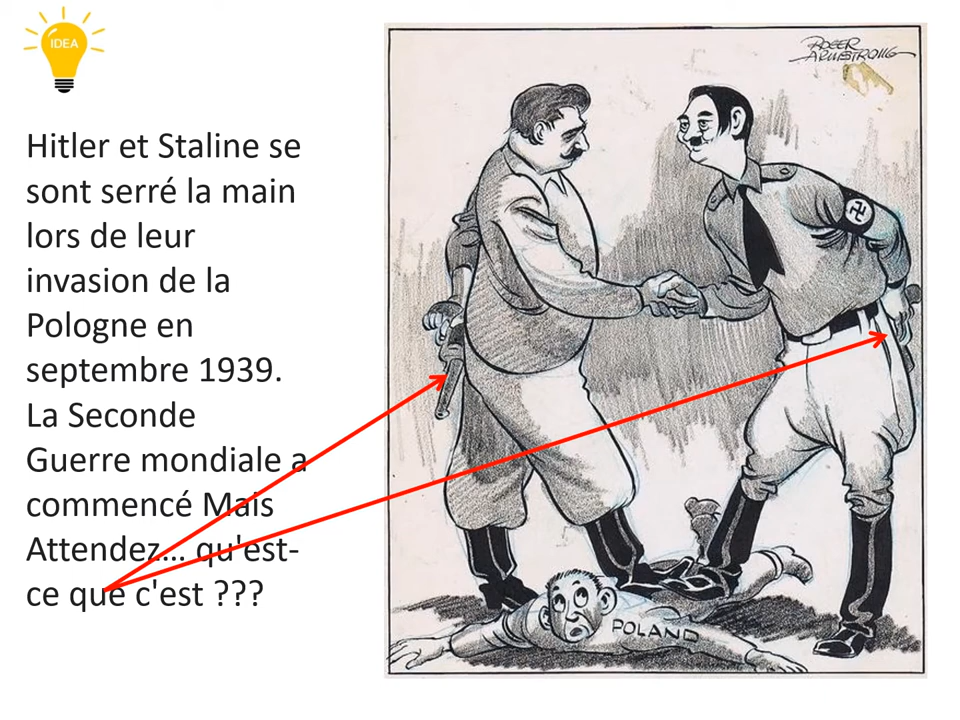 IDEA
Hitler et Staline se
sont serré la main
lors de leur
invasion de la
Pologne en
septembre 1939.
La Seconde
Guerre mondiale a
commencé Mais
Attendez... qu'est-
ce que c'est ???
ROGER
ARMSTRONG
POLAND